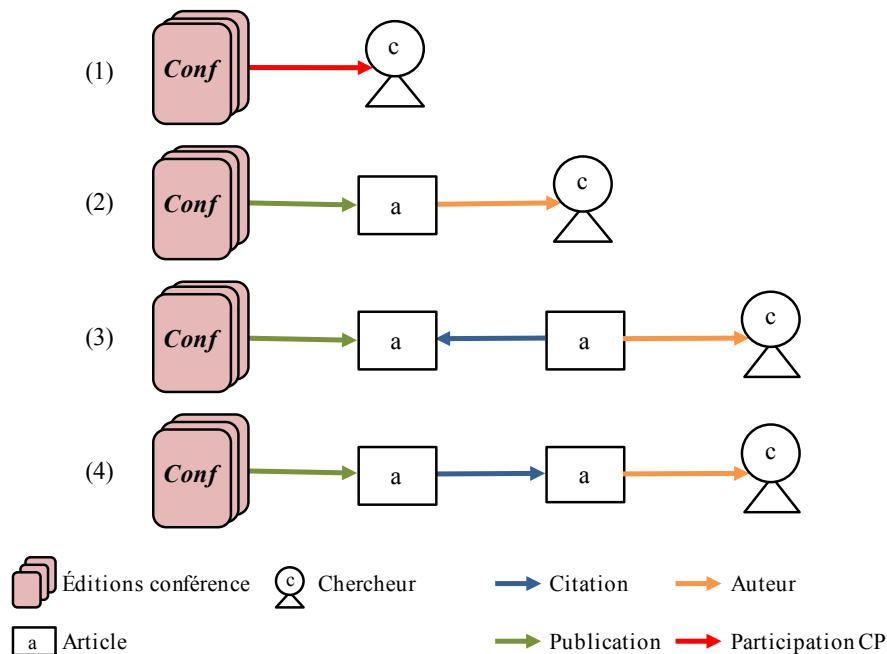 (1) Conf c
(2) Conf a c
(3) Conf a a c
(4) Conf a a c
Éditions conférence c Chercheur Citation Auteur
a Article Publication Participation CP